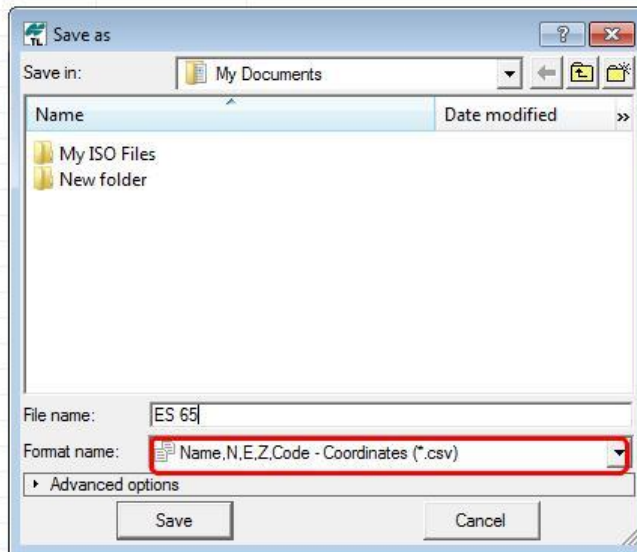 TL Save as
Save in: My Documents
Name Date modified »
My ISO Files
New folder
File name: ES 65
Format name: Name,N,E,Z,Code - Coordinates (*.csv)
Advanced options
Save Cancel